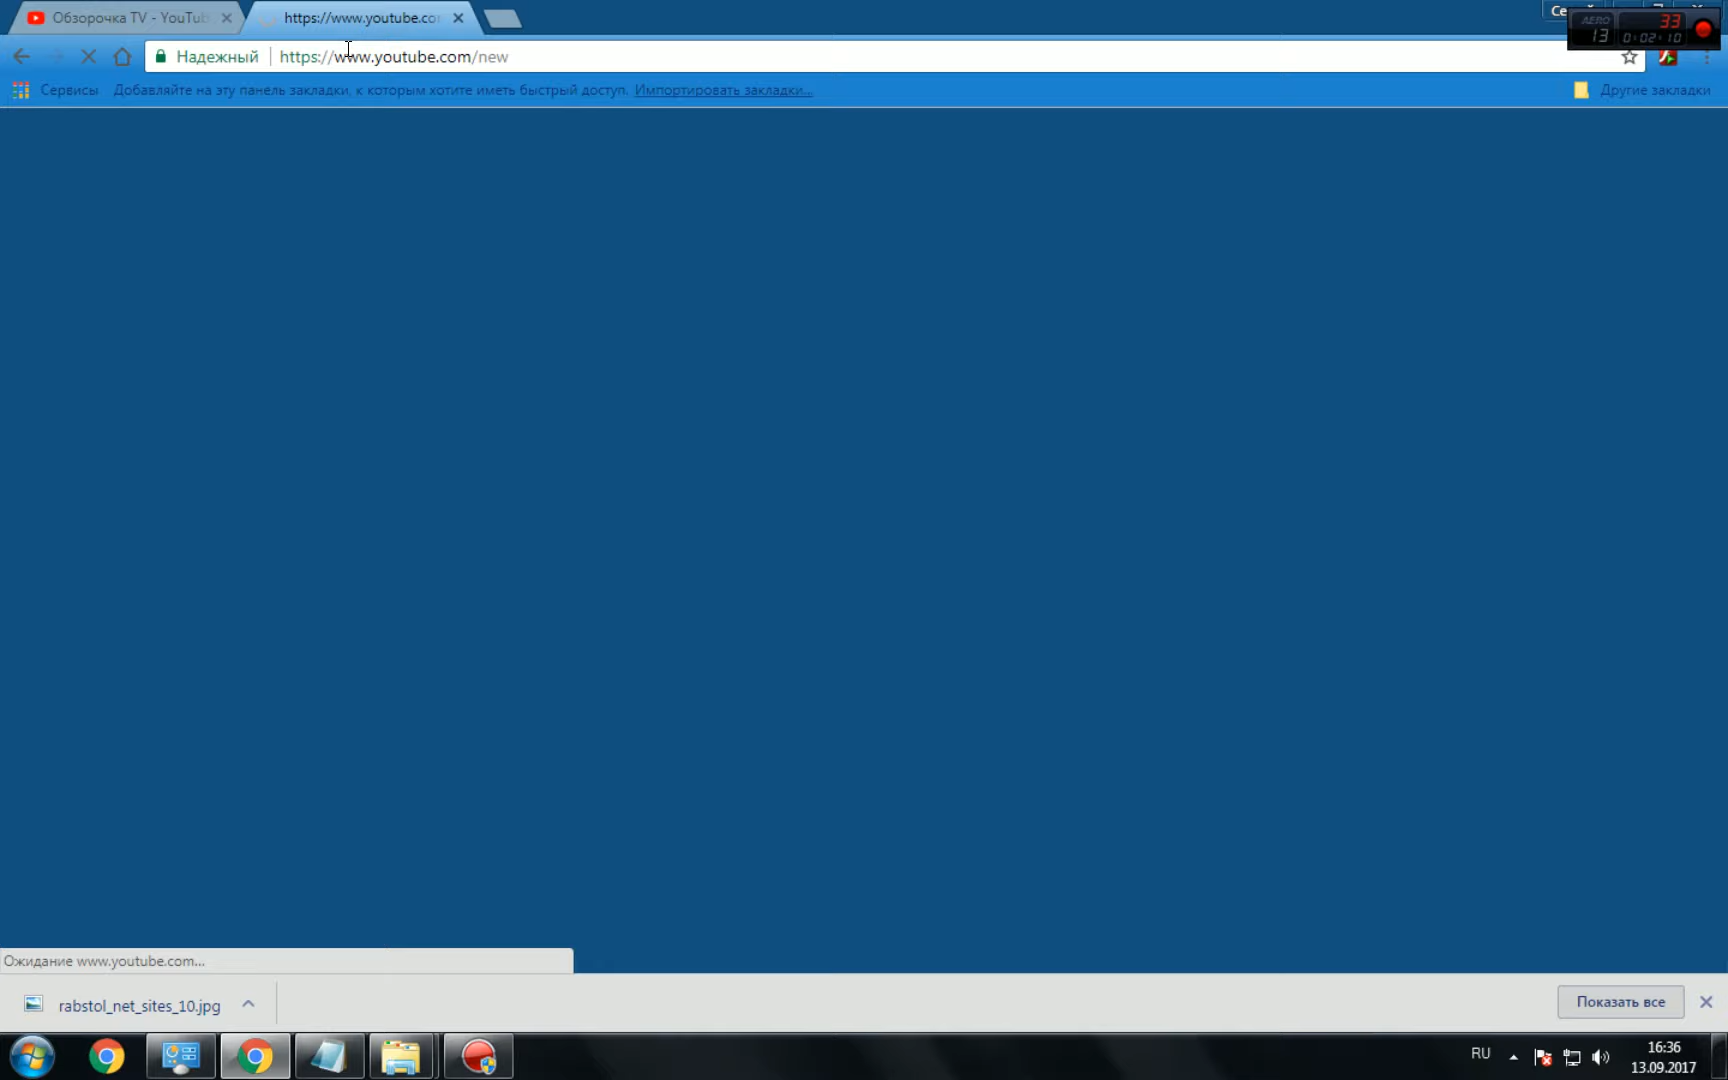 Обзорочка TV - YouTub
https://www.youtube.co
AERO
33
13
0:02:10
Надежный
https://www.youtube.com/new
Сервисы
Добавляйте на эту панель закладки, к которым хотите иметь быстрый доступ. Импортировать закладки...
Другие закладки
Ожидание www.youtube.com...
rabstol_net_sites_10.jpg
Показать все
RU
16:36
13.09.2017